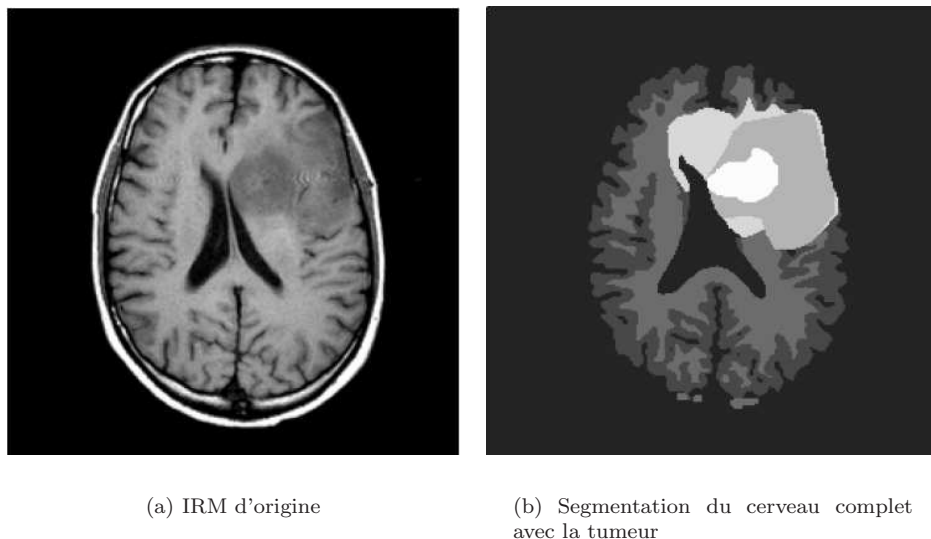 (a) IRM d'origine
(b) Segmentation du cerveau complet
avec la tumeur